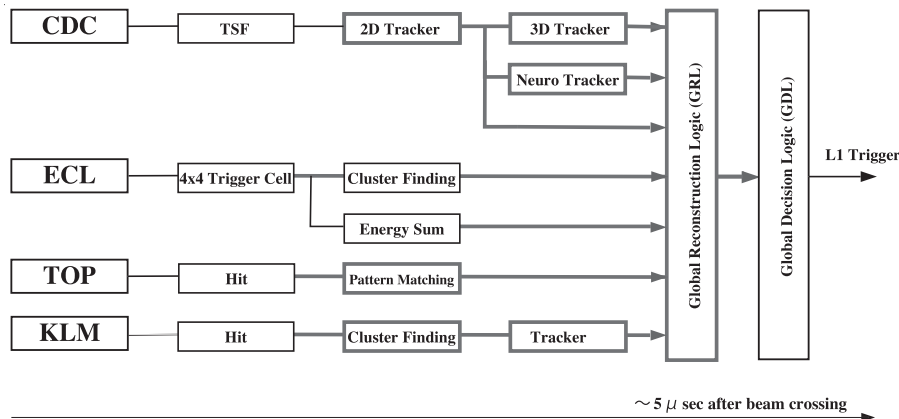 CDC
TSF
2D Tracker
3D Tracker
Neuro Tracker
ECL
4x4 Trigger Cell
Cluster Finding
Energy Sum
TOP
Hit
Pattern Matching
KLM
Hit
Cluster Finding
Tracker
Global Reconstruction Logic (GRL)
Global Decision Logic (GDL)
L1 Trigger
～5 μ sec after beam crossing